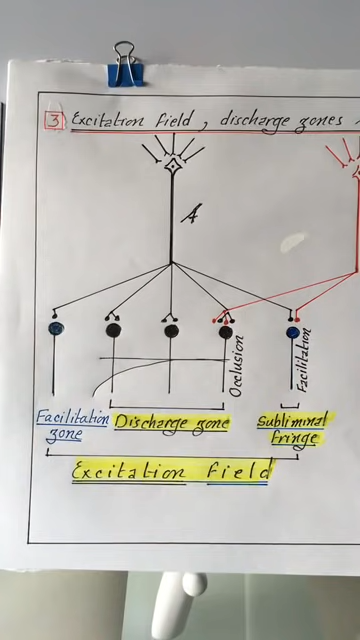 3 Excitation field, discharge zones
A
Occlusion
Facilitation
Facilitation
zone
Discharge zone
Subliminal
fringe
Excitation field